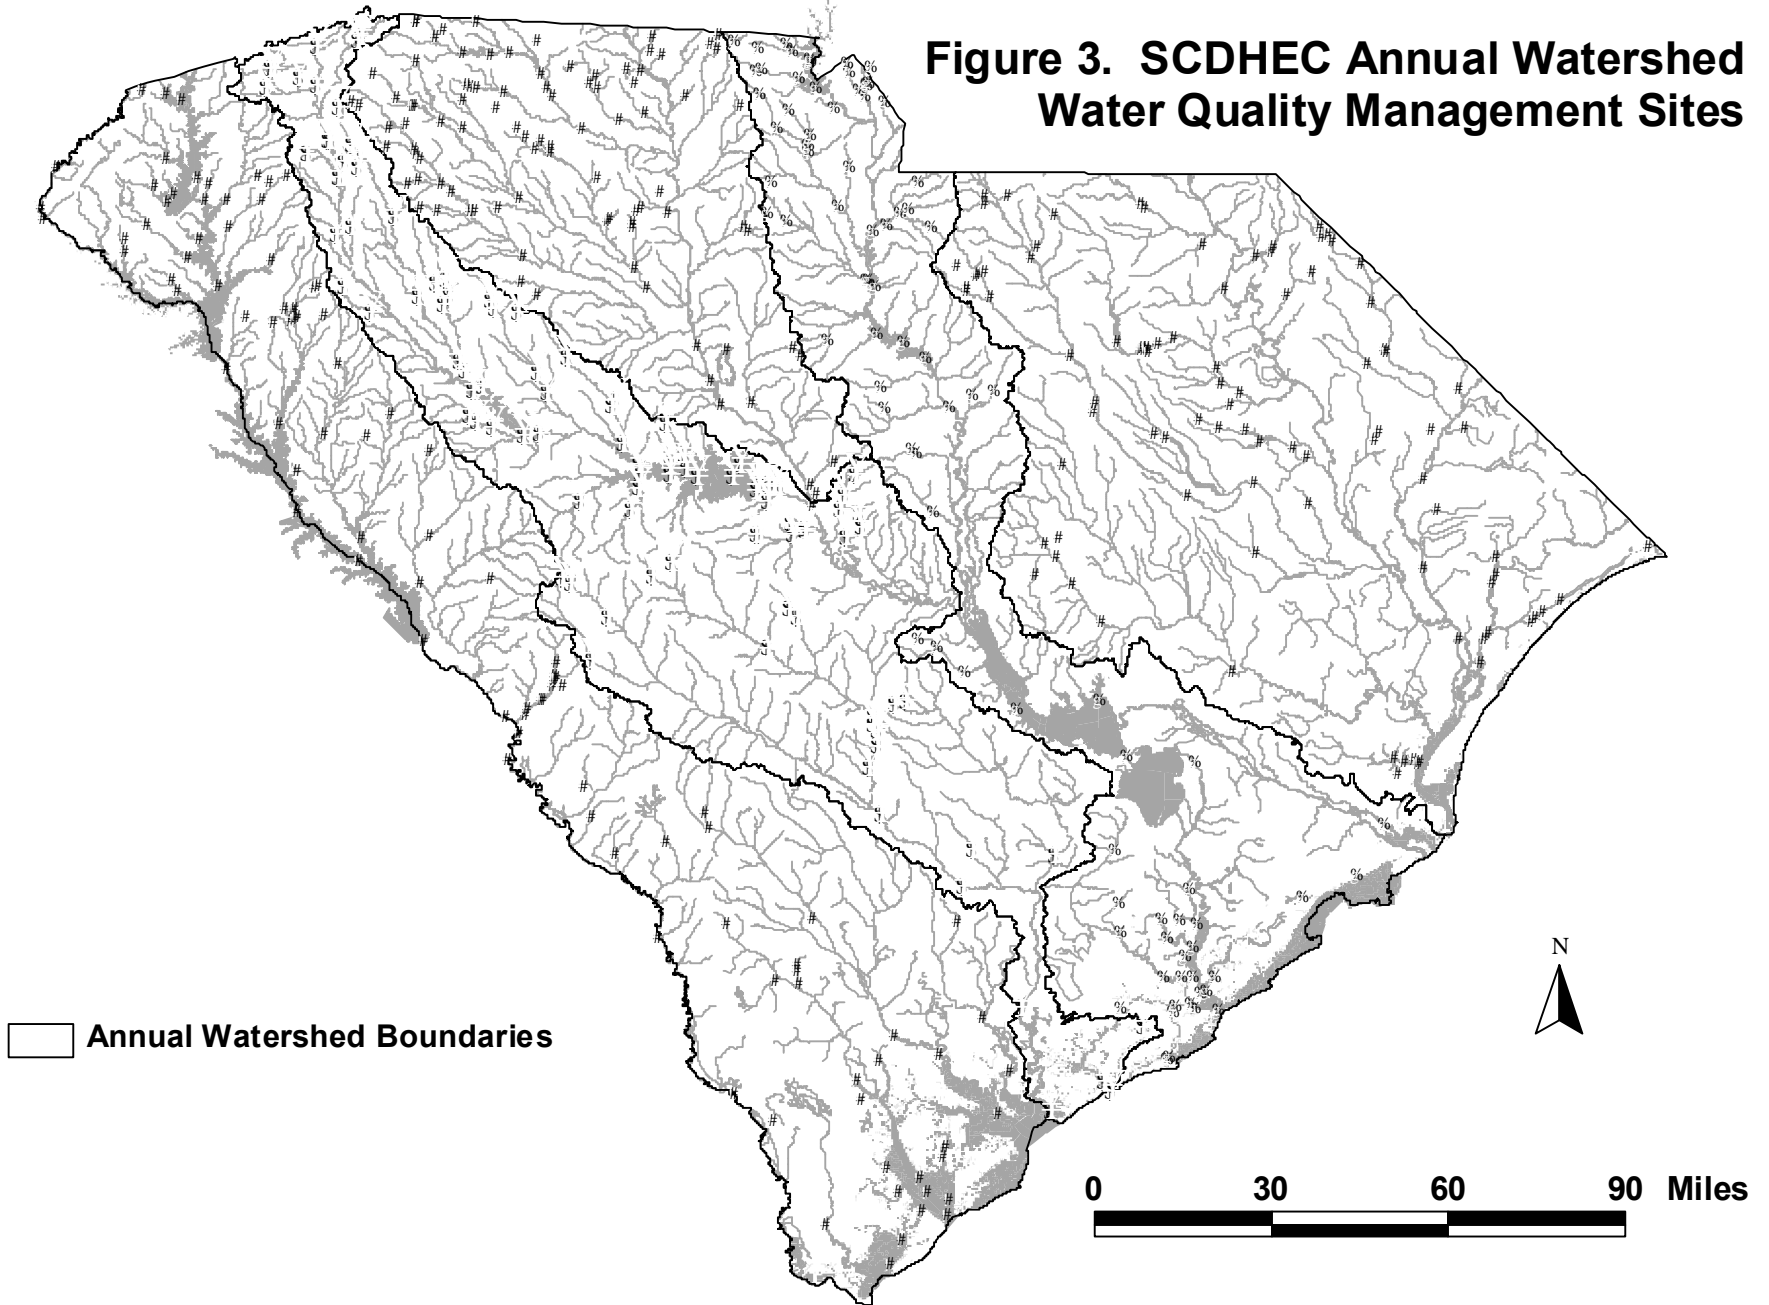 Figure 3. SCDHEC Annual Watershed
Water Quality Management Sites
N
Annual Watershed Boundaries
0 30 60 90 Miles